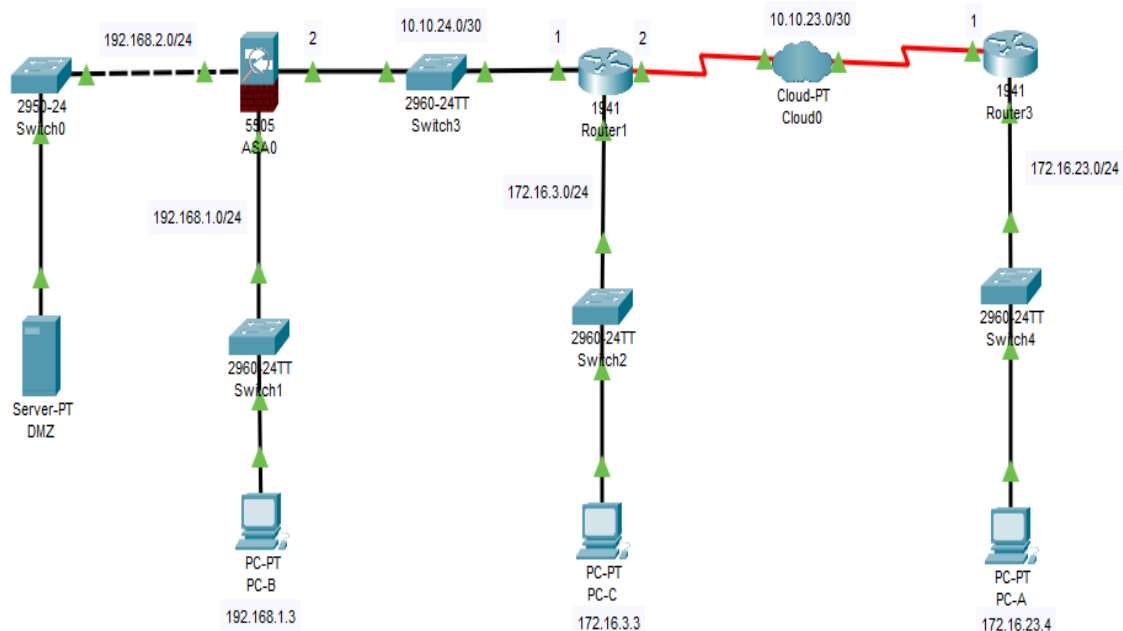 192.168.2.0/24
2
10.10.24.0/30
1
2
10.10.23.0/30
1
2950-24
Switch0
5505
ASA0
2960-24TT
Switch3
1941
Router1
Cloud-PT
Cloud0
1941
Router3
192.168.1.0/24
172.16.3.0/24
172.16.23.0/24
Server-PT
DMZ
2960-24TT
Switch1
2960-24TT
Switch2
2960-24TT
Switch4
PC-PT
PC-B
192.168.1.3
PC-PT
PC-C
172.16.3.3
PC-PT
PC-A
172.16.23.4